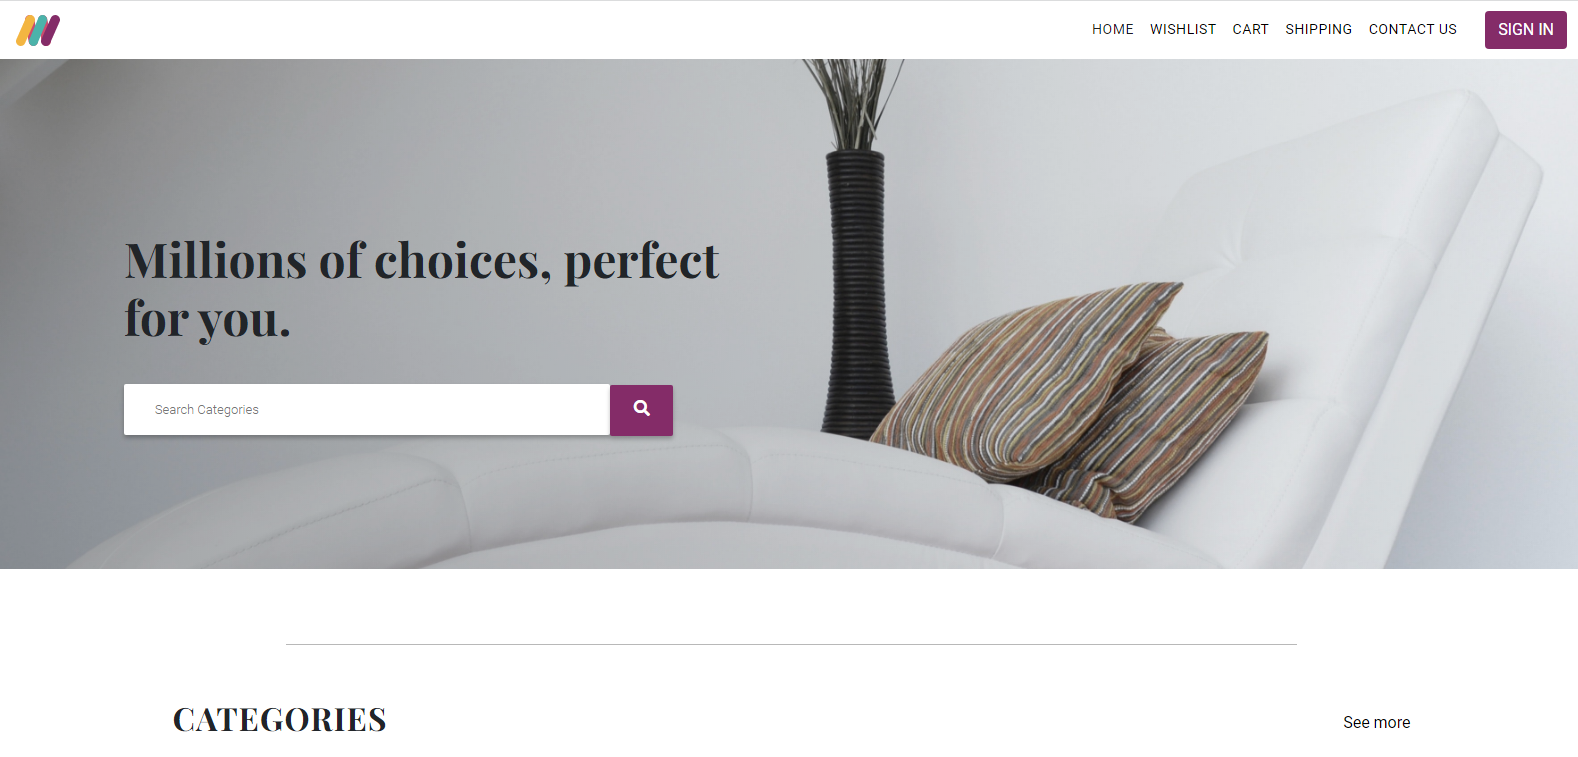 HOME WISHLIST CART SHIPPING CONTACT US SIGN IN
Millions of choices, perfect
for you.
Search Categories
CATEGORIES
See more